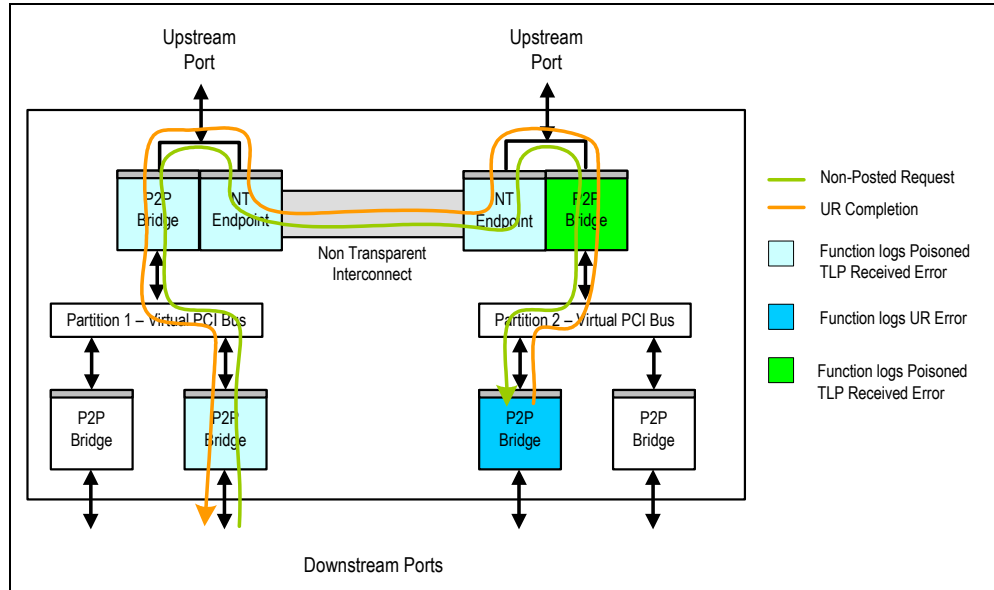 Upstream
Port
Upstream
Port
P2P
Bridge
NT
Endpoint
NT
Endpoint
P2P
Bridge
Non Transparent
Interconnect
Partition 1 – Virtual PCI Bus
Partition 2 – Virtual PCI Bus
P2P
Bridge
P2P
Bridge
P2P
Bridge
P2P
Bridge
Downstream Ports
Non-Posted Request
UR Completion
Function logs Poisoned
TLP Received Error
Function logs UR Error
Function logs Poisoned
TLP Received Error